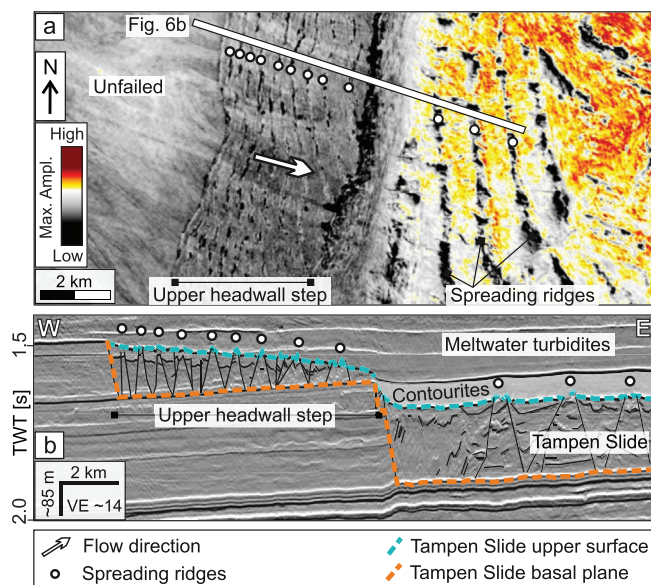 a
Fig. 6b
N
Unfailed
High
Max. Ampl.
Low
2 km
Upper headwall step
Spreading ridges
W
E
1.5
Meltwater turbidites
Contourites
Upper headwall step
TWT [s]
Tampen Slide
b
2 km
~85 m
VE ~14
2.0
Flow direction
Tampen Slide upper surface
Spreading ridges
Tampen Slide basal plane